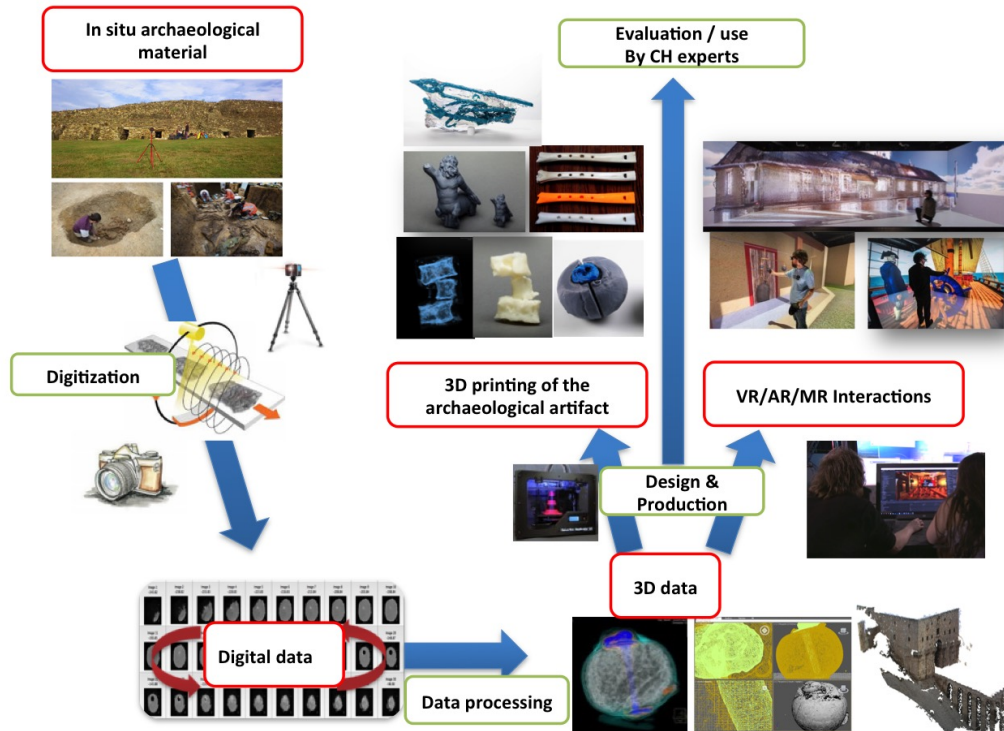 In situ archaeological
material
Evaluation / use
By CH experts
Digitization
3D printing of the
archaeological artifact
VR/AR/MR Interactions
Design &
Production
3D data
Digital data
Data processing